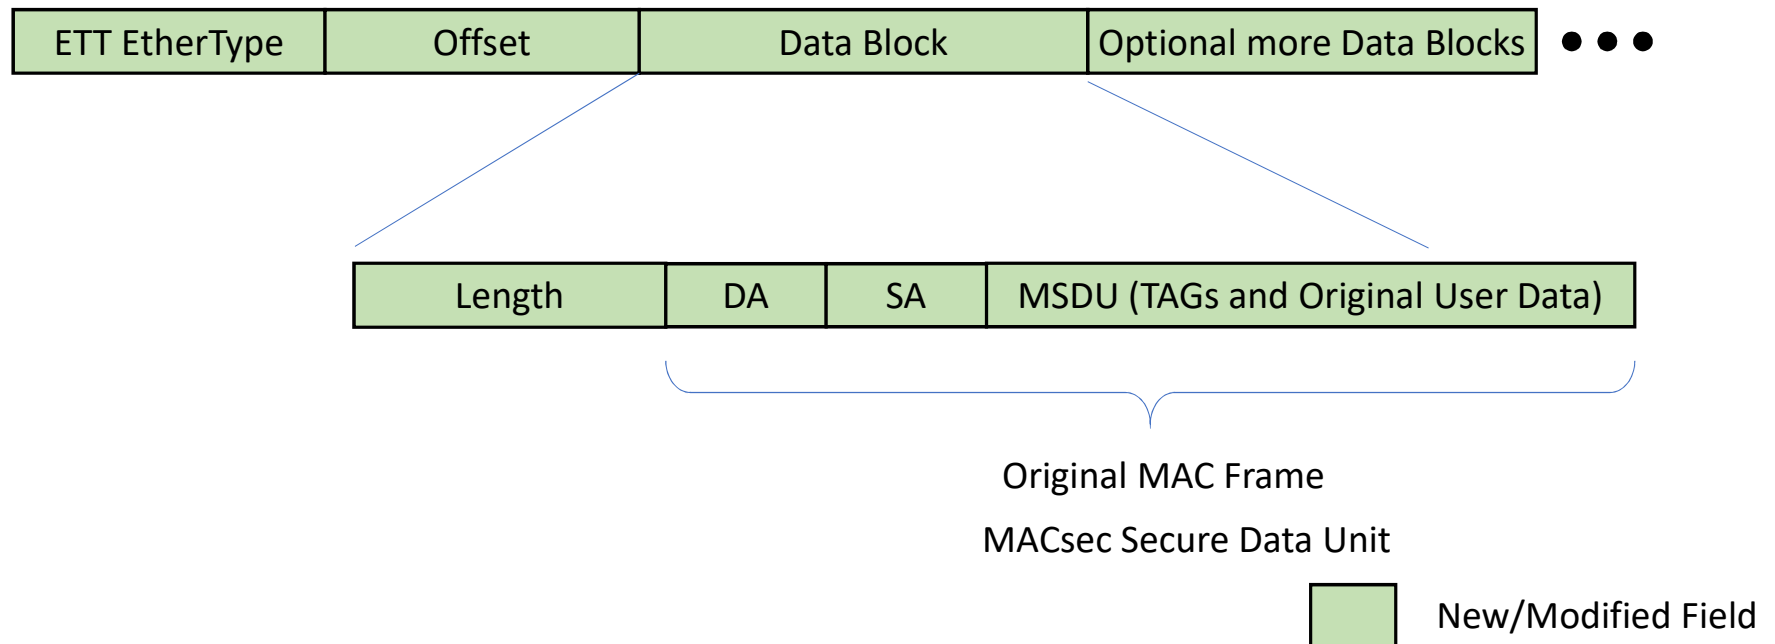 ETT EtherType Offset Data Block Optional more Data Blocks
Length DA SA MSDU (TAGs and Original User Data)
Original MAC Frame
MACsec Secure Data Unit
New/Modified Field